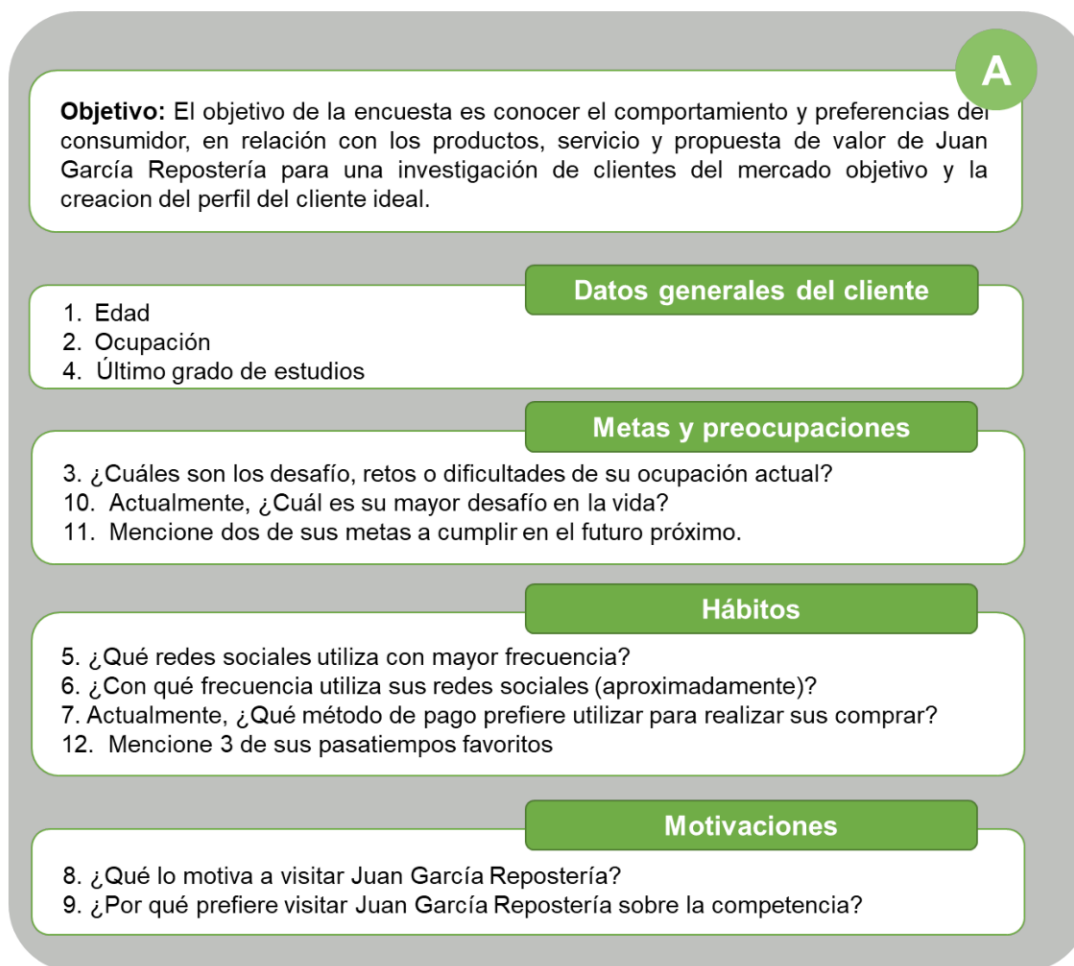 A
Objetivo: El objetivo de la encuesta es conocer el comportamiento y preferencias del
consumidor, en relación con los productos, servicio y propuesta de valor de Juan
García Repostería para una investigación de clientes del mercado objetivo y la
creacion del perfil del cliente ideal.
Datos generales del cliente
1. Edad
2. Ocupación
4. Último grado de estudios
Metas y preocupaciones
3. ¿Cuáles son los desafío, retos o dificultades de su ocupación actual?
10. Actualmente, ¿Cuál es su mayor desafío en la vida?
11. Mencione dos de sus metas a cumplir en el futuro próximo.
Hábitos
5. ¿Qué redes sociales utiliza con mayor frecuencia?
6. ¿Con qué frecuencia utiliza sus redes sociales (aproximadamente)?
7. Actualmente, ¿Qué método de pago prefiere utilizar para realizar sus comprar?
12. Mencione 3 de sus pasatiempos favoritos
Motivaciones
8. ¿Qué lo motiva a visitar Juan García Repostería?
9. ¿Por qué prefiere visitar Juan García Repostería sobre la competencia?